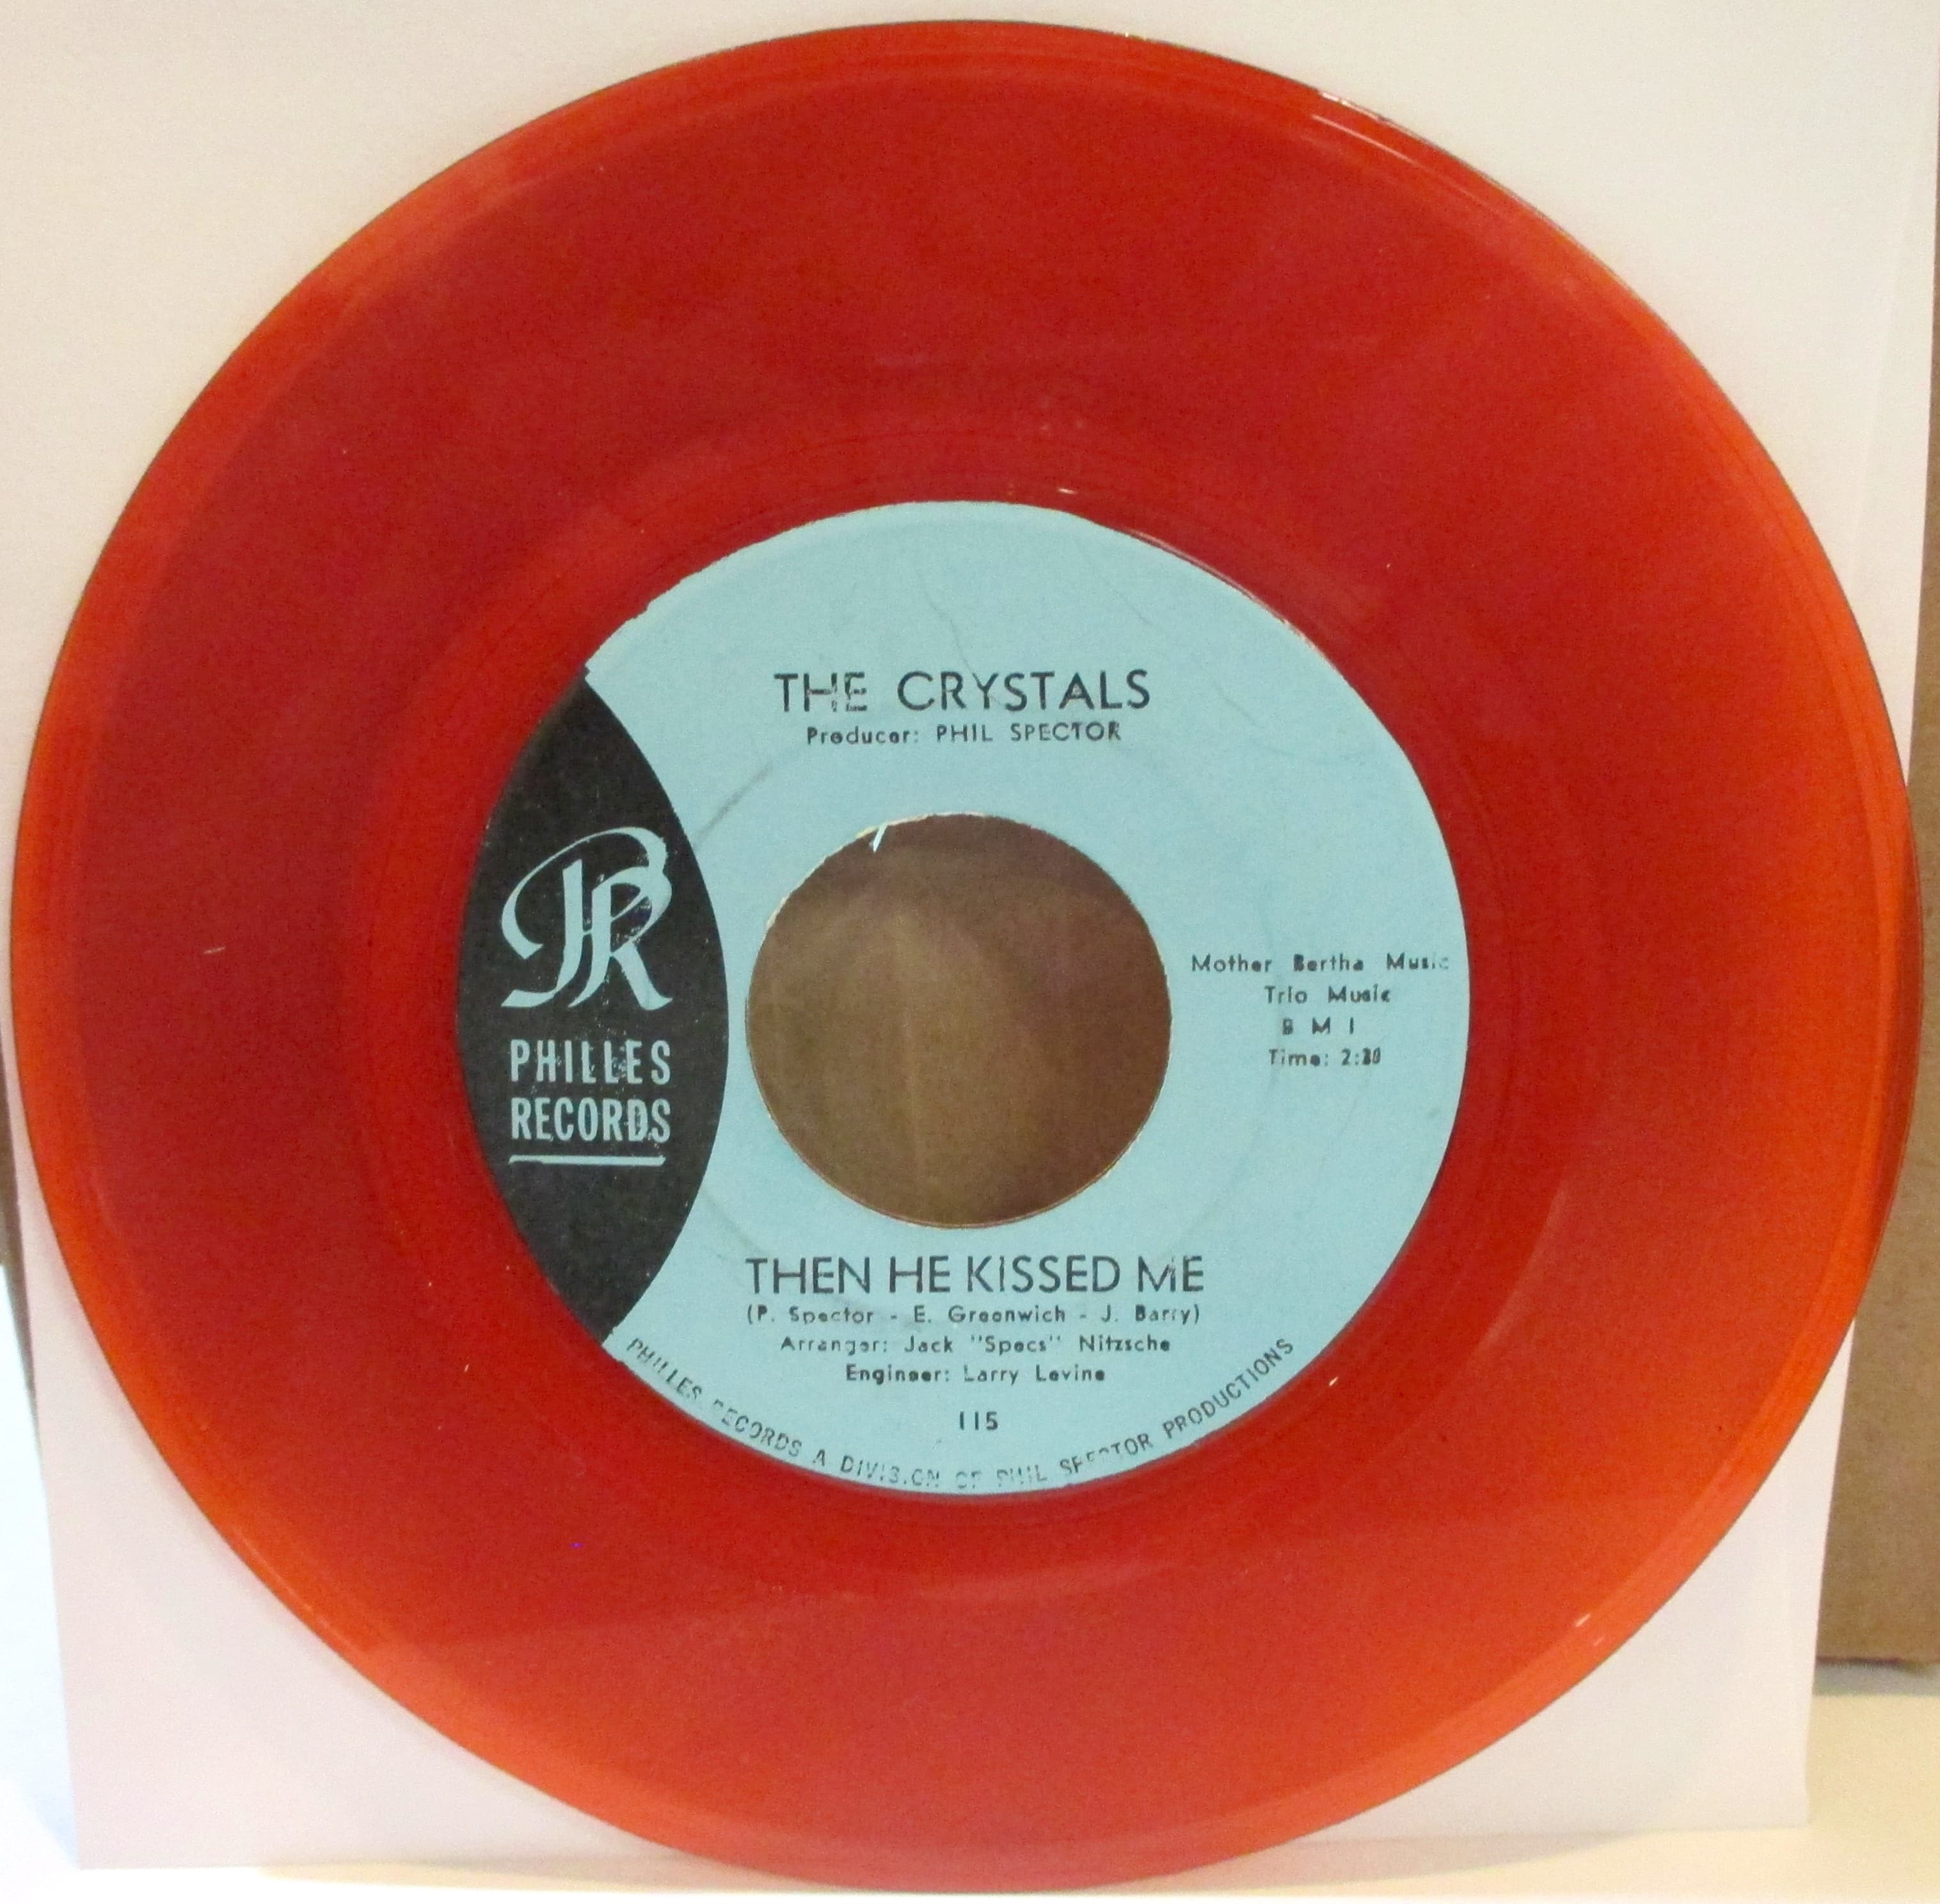 THE CRYSTALS
Producer: PHIL SPECTOR
PR
PHILLES
RECORDS
Mother Bertha Music
Trio Music
B M I
Time:
THEN HE KISSED ME
(P. Spector - E. Greenwich - J. Barry)
Arranger: Jack "Specs" Nitzsche
Engineer: Larry Levine
115
PHILLES RECORDS A DIVISION OF PHIL SPECTOR PRODUCTIONS